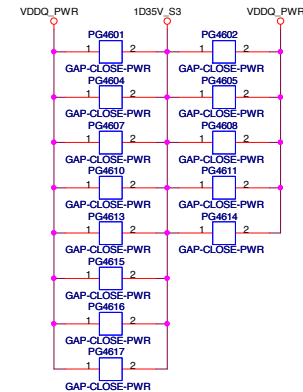 VDDQ_PWR 1D35V_S3 VDDQ_PWR
PG4601 PG4602
1 2 1 2
GAP-CLOSE-PWR GAP-CLOSE-PWR
PG4604 PG4605
1 2 1 2
GAP-CLOSE-PWR GAP-CLOSE-PWR
PG4607 PG4608
1 2 1 2
GAP-CLOSE-PWR GAP-CLOSE-PWR
PG4610 PG4611
1 2 1 2
GAP-CLOSE-PWR GAP-CLOSE-PWR
PG4613 PG4614
1 2 1 2
GAP-CLOSE-PWR GAP-CLOSE-PWR
PG4615
1 2
GAP-CLOSE-PWR
PG4616
1 2
GAP-CLOSE-PWR
PG4617
1 2
GAP-CLOSE-PWR